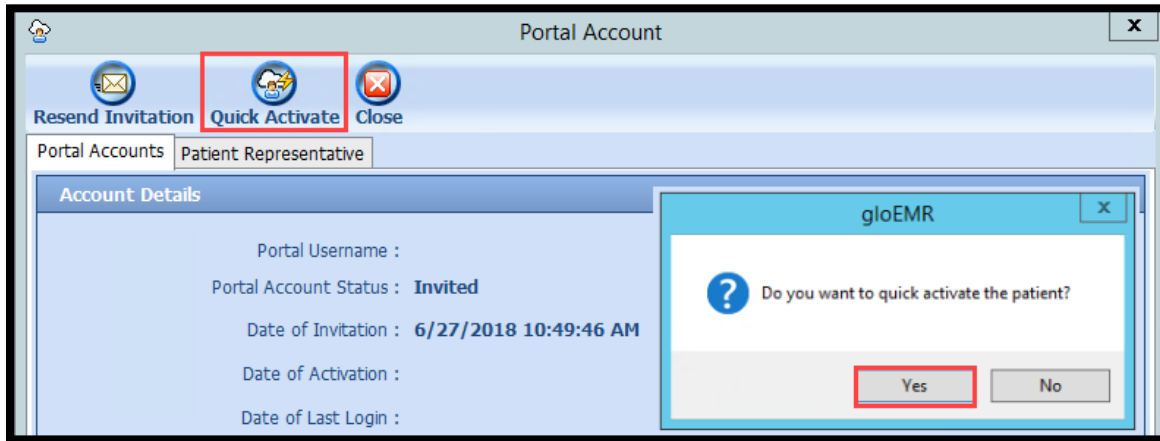 Portal Account
x
Resend Invitation Quick Activate Close
Portal Accounts Patient Representative
Account Details
Portal Username :
Portal Account Status : Invited
Date of Invitation : 6/27/2018 10:49:46 AM
Date of Activation :
Date of Last Login :
gloEMR
x
Do you want to quick activate the patient?
Yes No